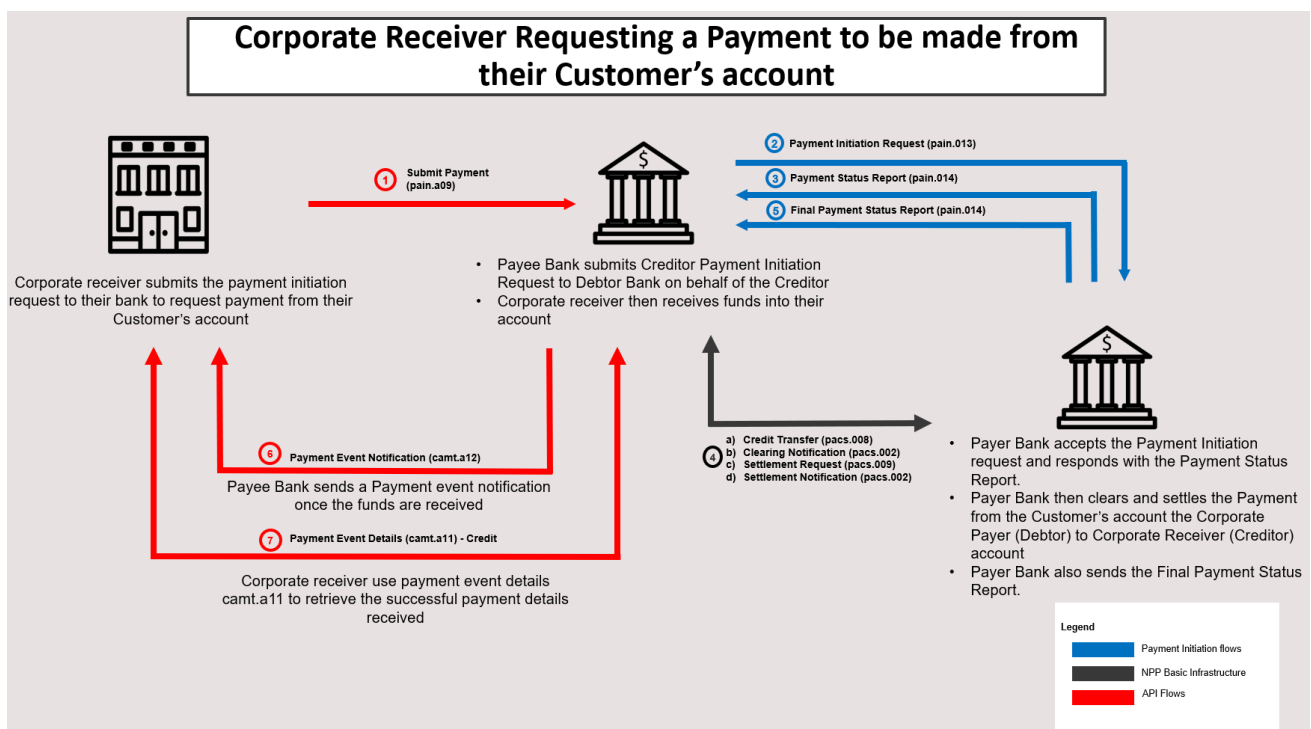 Corporate Receiver Requesting a Payment to be made from
their Customer’s account
$
1
Submit Payment
(pain.a09)
2 Payment Initiation Request (pain.013)
3 Payment Status Report (pain.014)
5 Final Payment Status Report (pain.014)
Corporate receiver submits the payment initiation
request to their bank to request payment from their
Customer’s account
• Payee Bank submits Creditor Payment Initiation
Request to Debtor Bank on behalf of the Creditor
• Corporate receiver then receives funds into their
account
$
4
a) Credit Transfer (pacs.008)
b) Clearing Notification (pacs.002)
c) Settlement Request (pacs.009)
d) Settlement Notification (pacs.002)
6 Payment Event Notification (camt.a12)
Payee Bank sends a Payment event notification
once the funds are received
7 Payment Event Details (camt.a11) - Credit
Corporate receiver use payment event details
camt.a11 to retrieve the successful payment details
received
• Payer Bank accepts the Payment Initiation
request and responds with the Payment Status
Report.
• Payer Bank then clears and settles the Payment
from the Customer’s account the Corporate
Payer (Debtor) to Corporate Receiver (Creditor)
account
• Payer Bank also sends the Final Payment Status
Report.
Legend
Payment Initiation flows
NPP Basic Infrastructure
API Flows